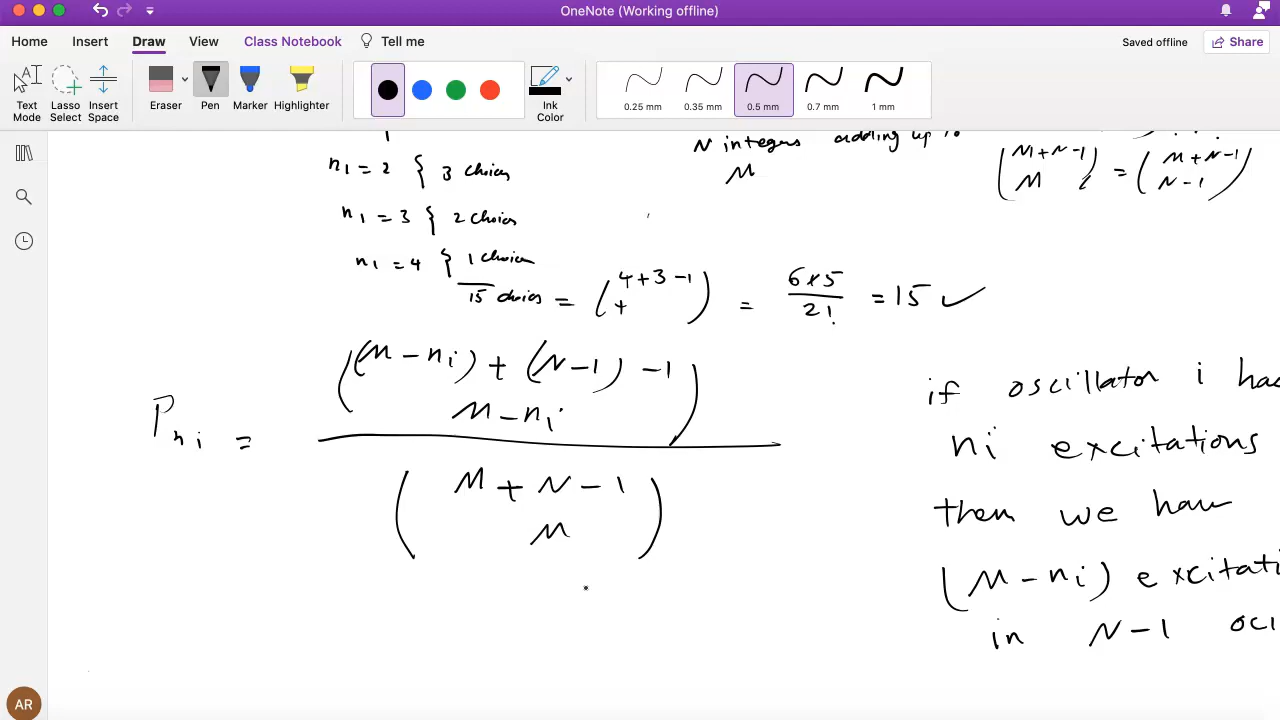 OneNote (Working offline)
Home Insert Draw View Class Notebook Tell me
Saved offline Share
Text Mode
Lasso Select
Insert Space
Eraser
Pen
Marker
Highlighter
Ink Color
0.25 mm 0.35 mm 0.5 mm 0.7 mm 1 mm
N integers adding up to
M
(M+N-1 M) = (M+N-1 N-1)
n1 = 2 { 3 choices
n1 = 3 { 2 choices
n1 = 4 { 1 choices
15 choices = (4+3-1 4) = 6×5 / 2! = 15 ✓
P n i = ((M - ni) + (N-1) - 1 M - ni) / (M + N - 1 M)
if oscillator i has
ni excitations
then we have
(M - ni) excitati
in N-1 oci
AR